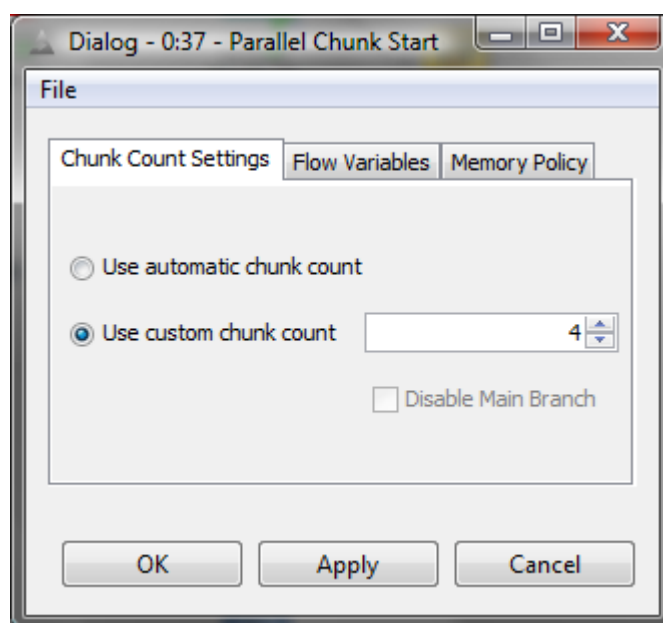 Dialog - 0:37 - Parallel Chunk Start
File
Chunk Count Settings Flow Variables Memory Policy
Use automatic chunk count
Use custom chunk count 4
Disable Main Branch
OK Apply Cancel